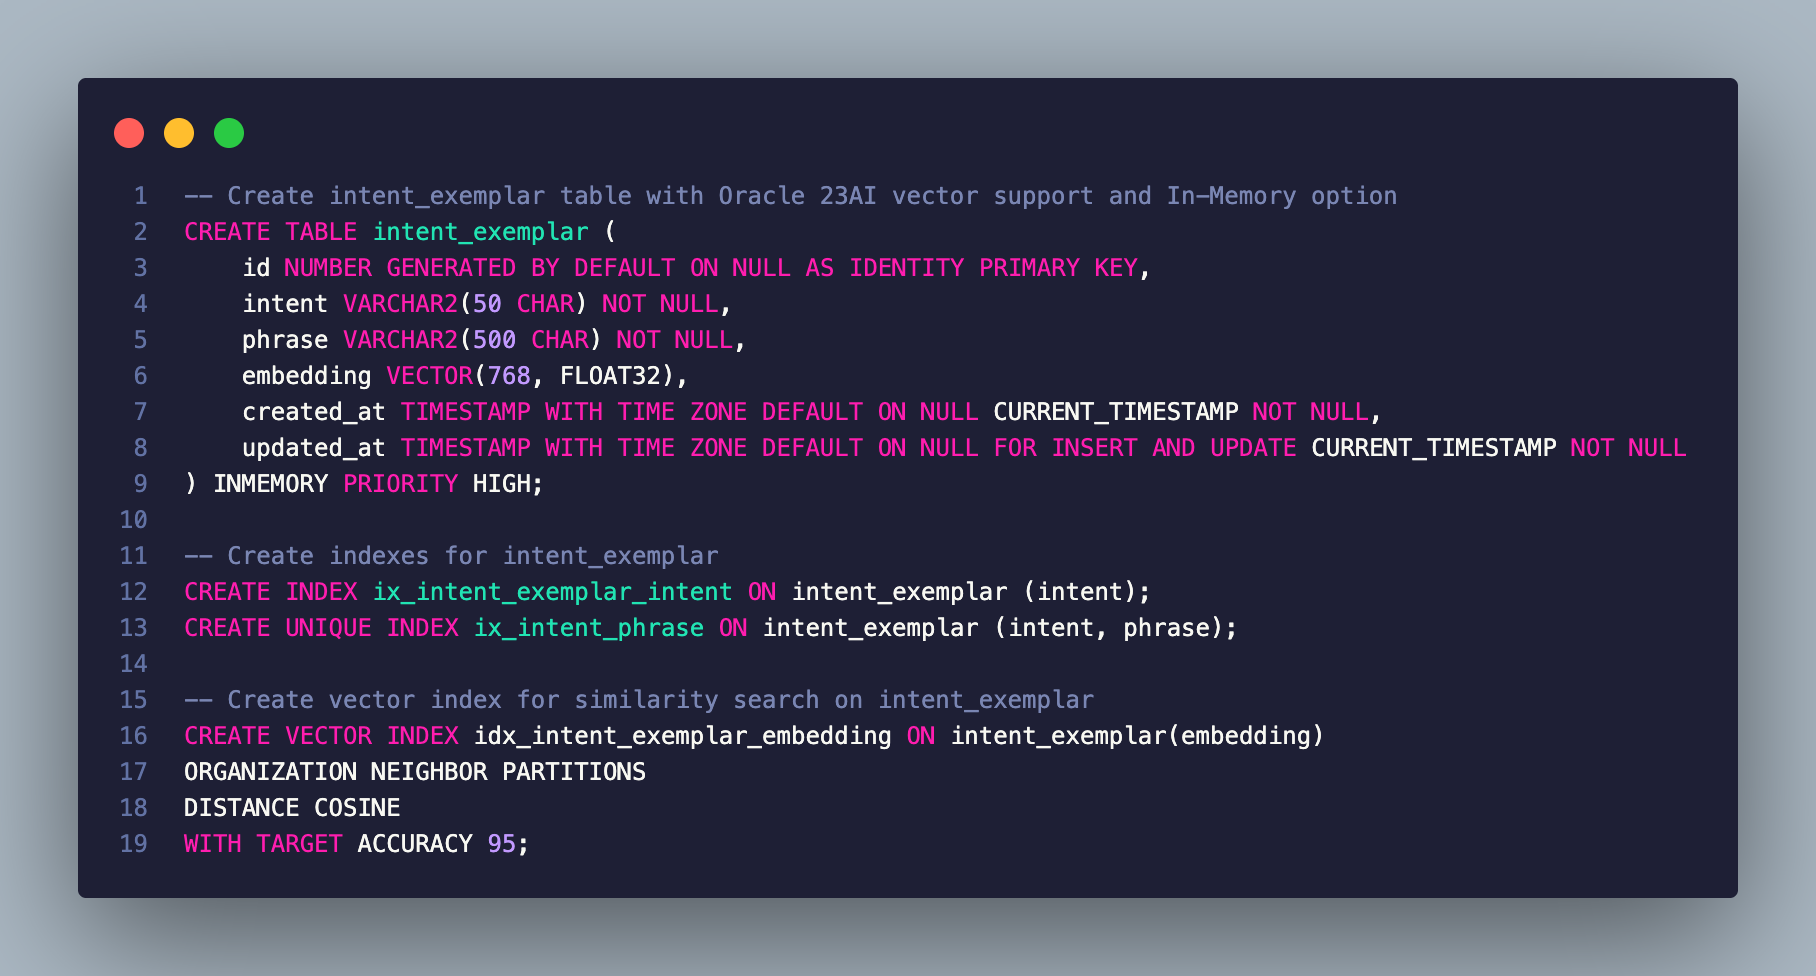 1 -- Create intent_exemplar table with Oracle 23AI vector support and In-Memory option
2 CREATE TABLE intent_exemplar (
3     id NUMBER GENERATED BY DEFAULT ON NULL AS IDENTITY PRIMARY KEY,
4     intent VARCHAR2(50 CHAR) NOT NULL,
5     phrase VARCHAR2(500 CHAR) NOT NULL,
6     embedding VECTOR(768, FLOAT32),
7     created_at TIMESTAMP WITH TIME ZONE DEFAULT ON NULL CURRENT_TIMESTAMP NOT NULL,
8     updated_at TIMESTAMP WITH TIME ZONE DEFAULT ON NULL FOR INSERT AND UPDATE CURRENT_TIMESTAMP NOT NULL
9 ) INMEMORY PRIORITY HIGH;
10
11 -- Create indexes for intent_exemplar
12 CREATE INDEX ix_intent_exemplar_intent ON intent_exemplar (intent);
13 CREATE UNIQUE INDEX ix_intent_phrase ON intent_exemplar (intent, phrase);
14
15 -- Create vector index for similarity search on intent_exemplar
16 CREATE VECTOR INDEX idx_intent_exemplar_embedding ON intent_exemplar(embedding)
17 ORGANIZATION NEIGHBOR PARTITIONS
18 DISTANCE COSINE
19 WITH TARGET ACCURACY 95;